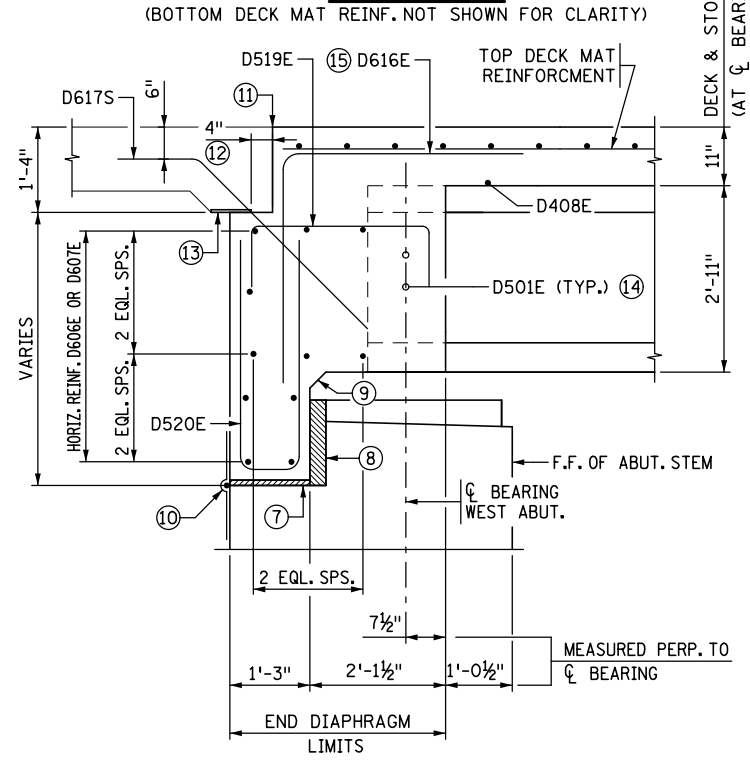 (BOTTOM DECK MAT REINF. NOT SHOWN FOR CLARITY)
DECK & STO
(AT ℄ BEAR
D519E
15 D616E
TOP DECK MAT
REINFORCMENT
D617S
6"
11
4"
12
1'-4"
11"
D408E
13
D501E (TYP.) 14
2'-11"
VARIES
HORIZ. REINF. D606E OR D607E
2 EQL. SPS.
2 EQL. SPS.
9
D520E
8
F.F. OF ABUT. STEM
℄ BEARING
WEST ABUT.
10
7
2 EQL. SPS.
7½"
MEASURED PERP. TO
℄ BEARING
1'-3"
2'-1½"
1'-0½"
END DIAPHRAGM
LIMITS